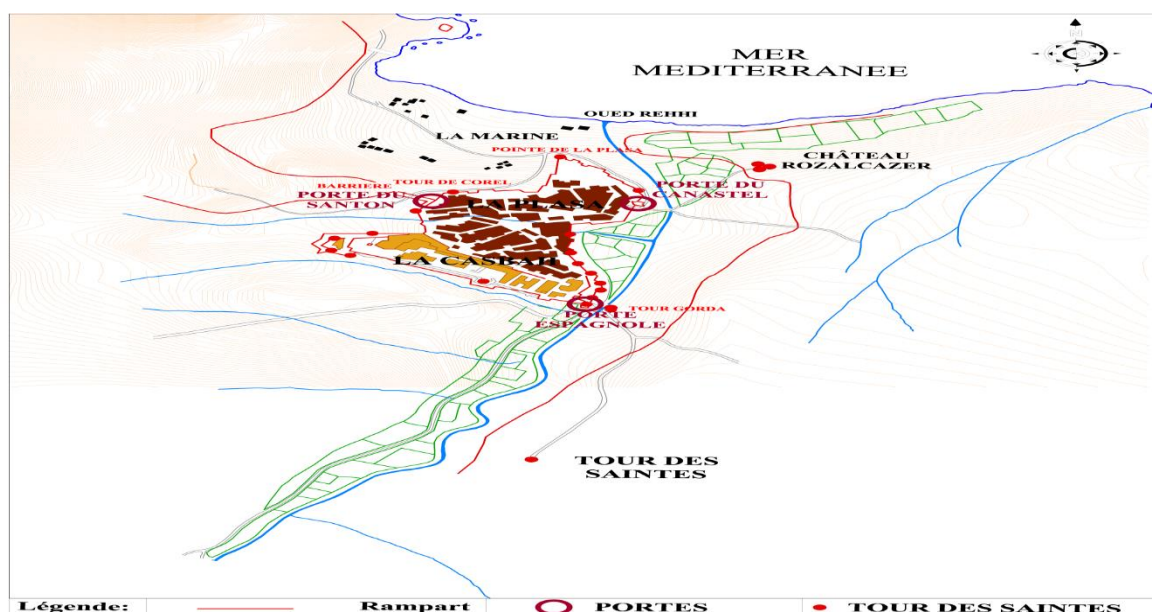 MER
MEDITERRANEE
OUED REHHI
LA MARINE
POINTE DE LA PLASA
CHÂTEAU
ROZALCAZER
BARRIERE
TOUR DE COREL
PORTE DU
SANTON
LA PLASA
PORTE DU
CANASTEL
LA CASBAH
TOUR GORDA
PORTE
ESPAGNOLE
TOUR DES
SAINTES
Légende:
Rampart
PORTES
TOUR DES SAINTES